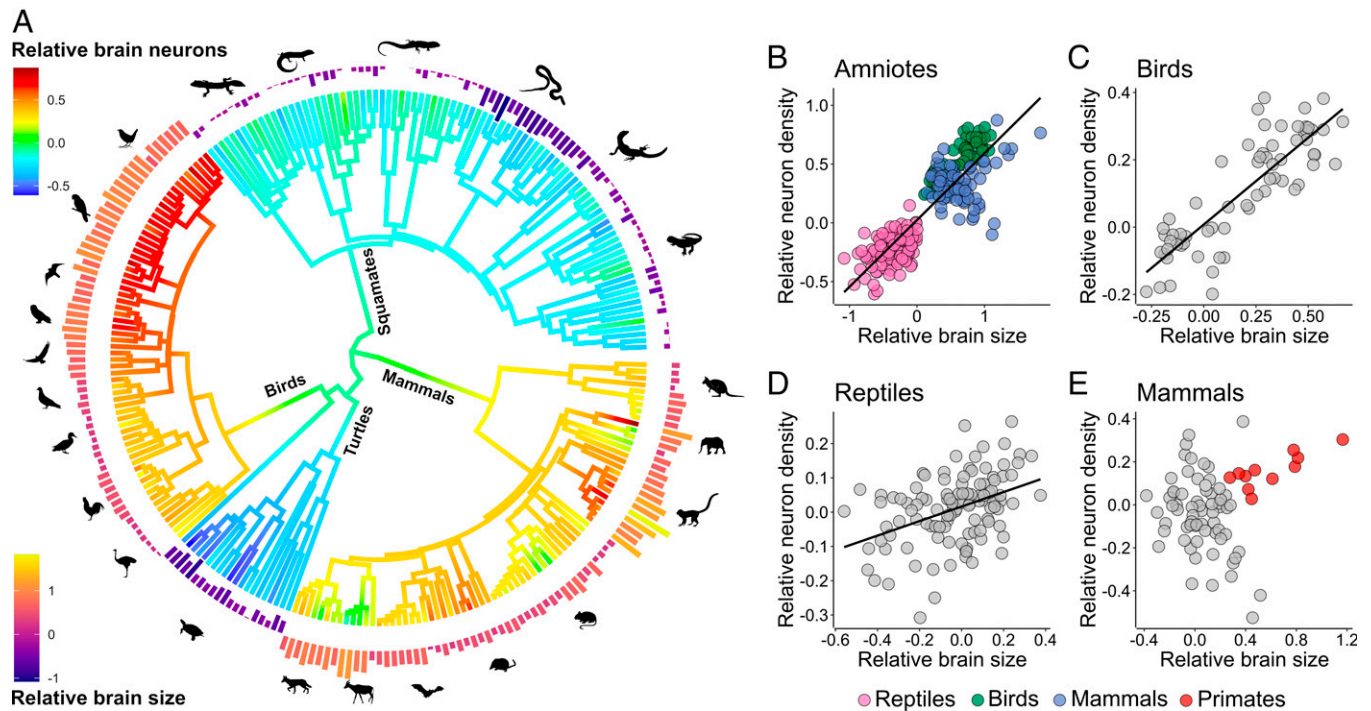 A
Relative brain neurons
0.5
0.0
-0.5
Squamates
Birds
Mammals
Turtles
1
0
-1
Relative brain size
B
Amniotes
Relative neuron density
1.0
0.5
0.0
-0.5
-1
0
1
Relative brain size
C
Birds
Relative neuron density
0.4
0.2
0.0
-0.2
-0.25
0.00
0.25
0.50
Relative brain size
D
Reptiles
Relative neuron density
0.3
0.2
0.1
0.0
-0.1
-0.2
-0.3
-0.6
-0.4
-0.2
0.0
0.2
0.4
Relative brain size
E
Mammals
Relative neuron density
0.4
0.2
0.0
-0.2
-0.4
-0.4
0.0
0.4
0.8
1.2
Relative brain size
Reptiles
Birds
Mammals
Primates